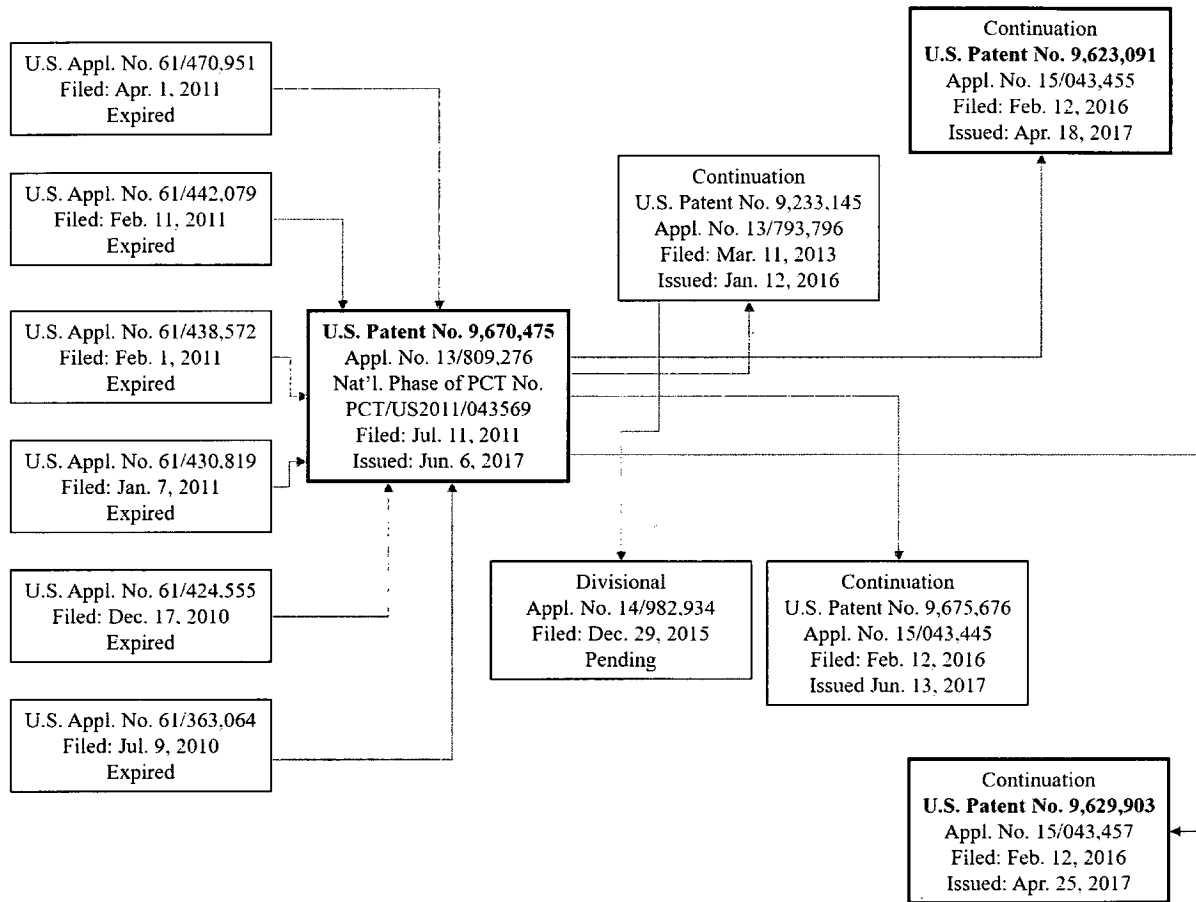 U.S. Appl. No. 61/470,951
Filed: Apr. 1, 2011
Expired
U.S. Appl. No. 61/442,079
Filed: Feb. 11, 2011
Expired
U.S. Appl. No. 61/438,572
Filed: Feb. 1, 2011
Expired
U.S. Appl. No. 61/430,819
Filed: Jan. 7, 2011
Expired
U.S. Appl. No. 61/424,555
Filed: Dec. 17, 2010
Expired
U.S. Appl. No. 61/363,064
Filed: Jul. 9, 2010
Expired
U.S. Patent No. 9,670,475
Appl. No. 13/809,276
Nat'l. Phase of PCT No.
PCT/US2011/043569
Filed: Jul. 11, 2011
Issued: Jun. 6, 2017
Continuation
U.S. Patent No. 9,233,145
Appl. No. 13/793,796
Filed: Mar. 11, 2013
Issued: Jan. 12, 2016
Continuation
U.S. Patent No. 9,623,091
Appl. No. 15/043,455
Filed: Feb. 12, 2016
Issued: Apr. 18, 2017
Divisional
Appl. No. 14/982,934
Filed: Dec. 29, 2015
Pending
Continuation
U.S. Patent No. 9,675,676
Appl. No. 15/043,445
Filed: Feb. 12, 2016
Issued Jun. 13, 2017
Continuation
U.S. Patent No. 9,629,903
Appl. No. 15/043,457
Filed: Feb. 12, 2016
Issued: Apr. 25, 2017